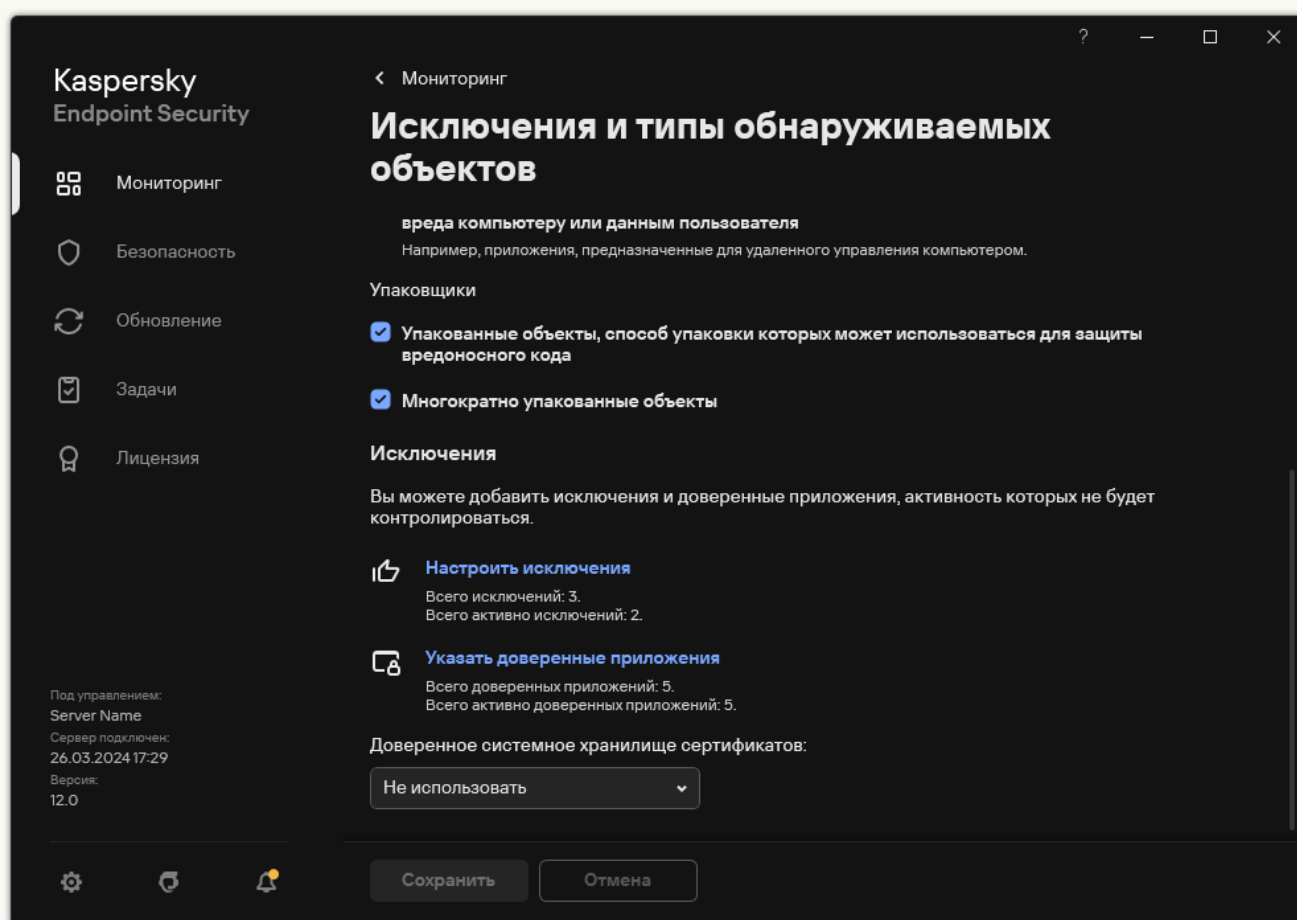 ?
Kaspersky
Endpoint Security
Мониторинг
Безопасность
Обновление
Задачи
Лицензия
Под управлением:
Server Name
Сервер подключен:
26.03.2024 17:29
Версия:
12.0
Мониторинг
Исключения и типы обнаруживаемых
объектов
вреда компьютеру или данным пользователя
Например, приложения, предназначенные для удаленного управления компьютером.
Упаковщики
Упакованные объекты, способ упаковки которых может использоваться для защиты
вредоносного кода
Многократно упакованные объекты
Исключения
Вы можете добавить исключения и доверенные приложения, активность которых не будет
контролироваться.
Настроить исключения
Всего исключений: 3.
Всего активно исключений: 2.
Указать доверенные приложения
Всего доверенных приложений: 5.
Всего активно доверенных приложений: 5.
Доверенное системное хранилище сертификатов:
Не использовать
Сохранить
Отмена